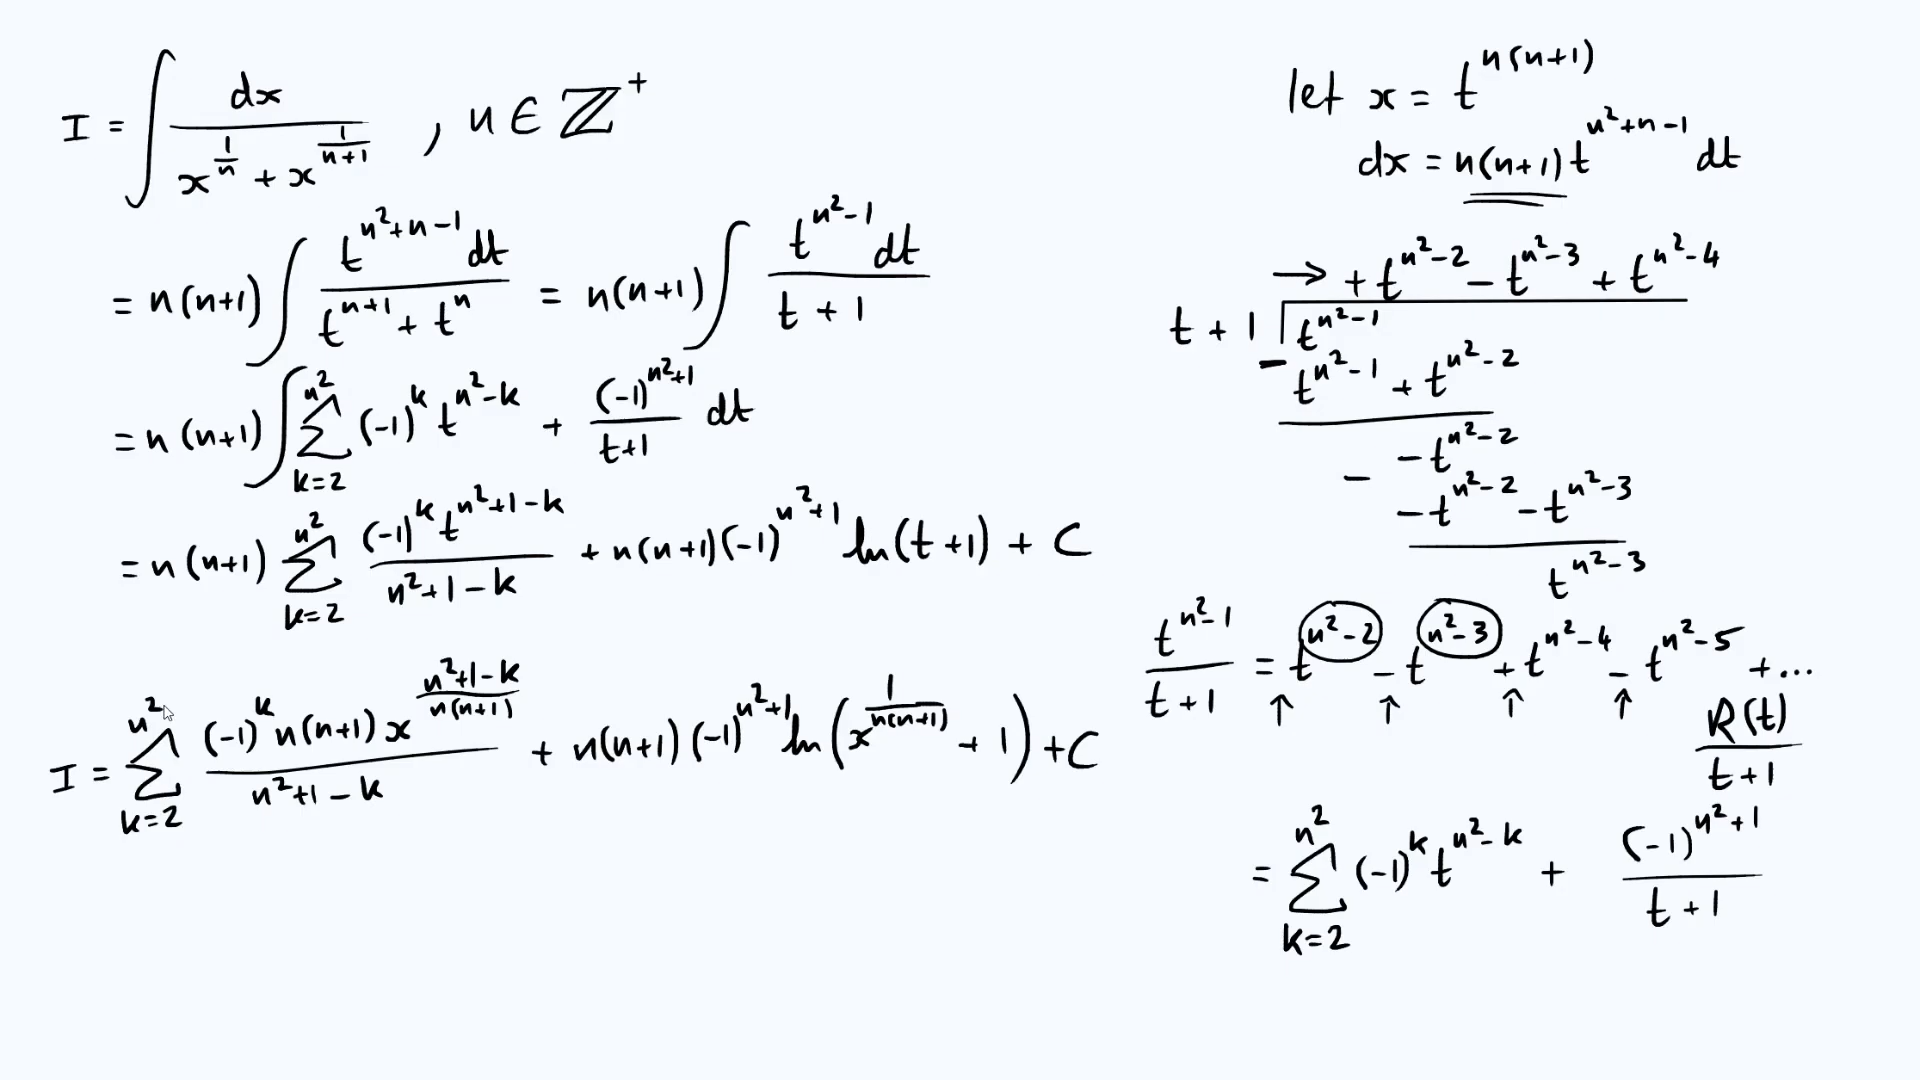 I = ∫ dx / (x^(1/n) + x^(1/(n+1))) , n ∈ ℤ⁺
= n(n+1) ∫ t^(n²+n-1) dt / (t^(n+1) + t^n) = n(n+1) ∫ t^(n²-1) dt / (t + 1)
= n(n+1) ∫ Σ_(k=2)^(n²) (-1)^k t^(n²-k) + (-1)^(n²+1) / (t+1) dt
= n(n+1) Σ_(k=2)^(n²) (-1)^k t^(n²+1-k) / (n²+1-k) + n(n+1)(-1)^(n²+1) ln(t+1) + C
I = Σ_(k=2)^(n²) (-1)^k n(n+1) x^((n²+1-k)/(n(n+1))) / (n²+1-k) + n(n+1)(-1)^(n²+1) ln(x^(1/(n(n+1))) + 1) + C
let x = t^(n(n+1))
dx = n(n+1) t^(n²+n-1) dt
→ + t^(n²-2) - t^(n²-3) + t^(n²-4)
t + 1 | t^(n²-1)
- t^(n²-1) + t^(n²-2)
- t^(n²-2)
- - t^(n²-2) - t^(n²-3)
t^(n²-3)
t^(n²-1) / (t+1) = t^(n²-2) - t^(n²-3) + t^(n²-4) - t^(n²-5) + ...
↑ ↑ ↑ ↑ R(t) / (t+1)
= Σ_(k=2)^(n²) (-1)^k t^(n²-k) + (-1)^(n²+1) / (t+1)